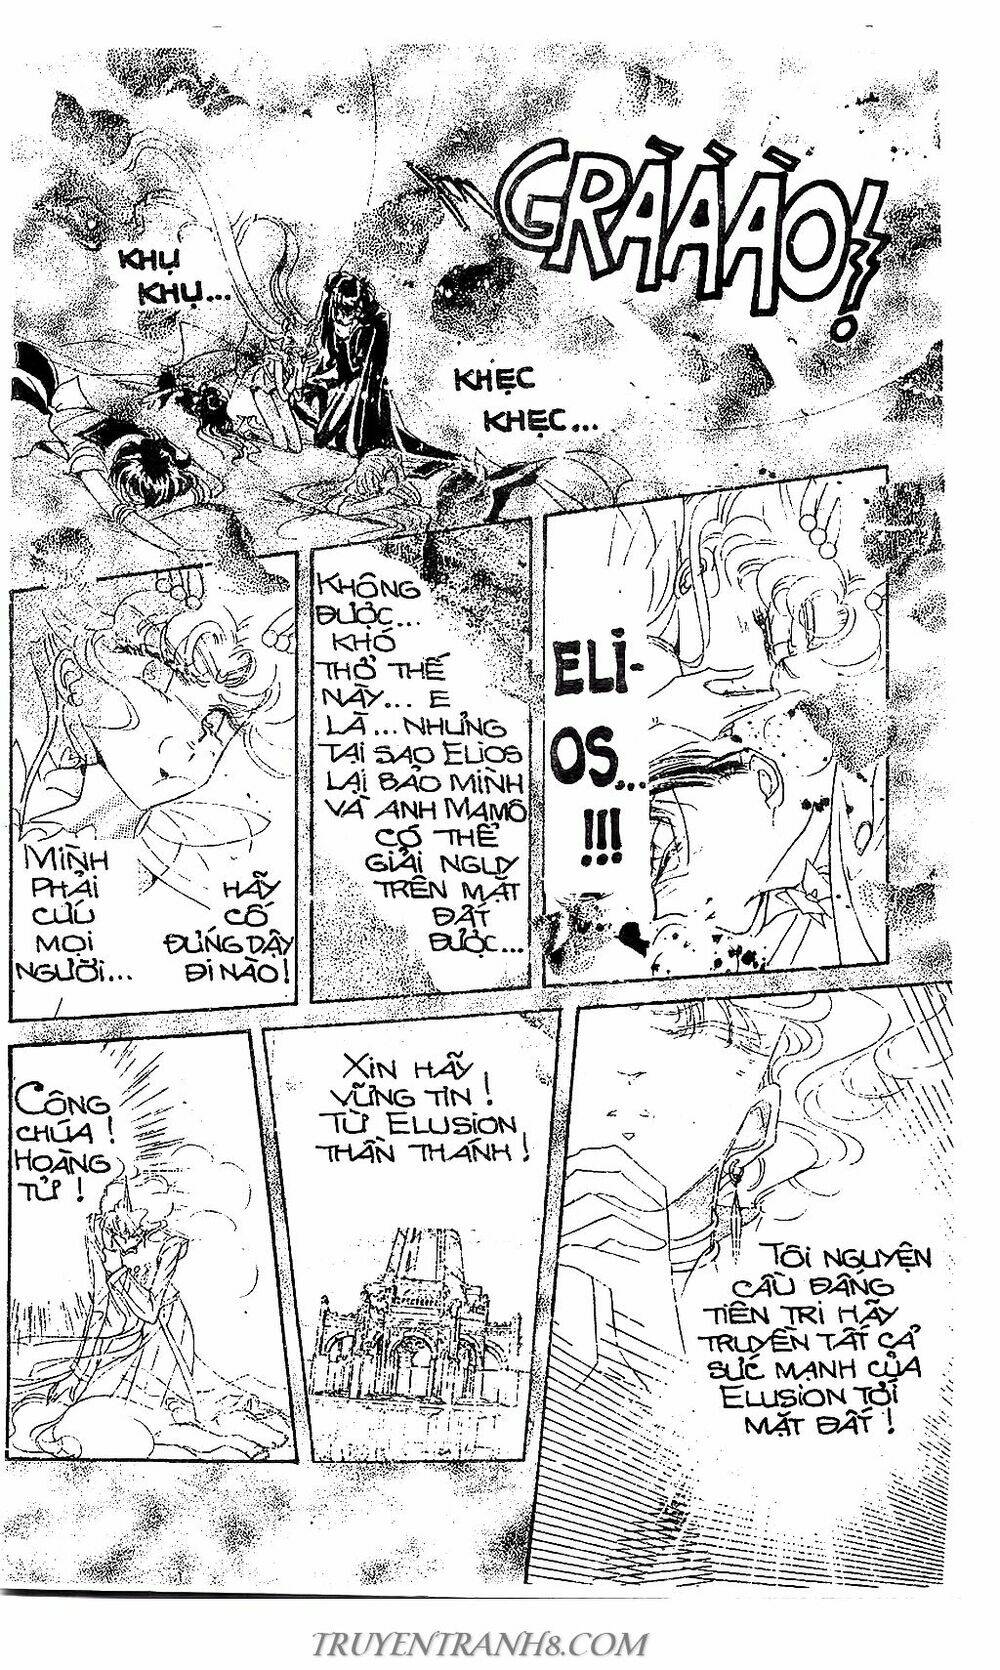 GRÀÀÀO!
KHỤ
KHỤ...
KHẸC
KHẸC...
ELI-
OS...
!!!
KHÔNG
ĐƯỢC...
KHÓ
THỞ THẾ
NÀY... E
LÀ... NHƯNG
TẠI SAO ELIOS
LẠI BẢO MÌNH
VÀ ANH MAMÔ
CÓ THỂ
GIẢI NGUY
TRÊN MẶT
ĐẤT
ĐƯỢC...
HÃY
CỐ
ĐỨNG DẬY
ĐI NÀO!
MÌNH
PHẢI
CỨU
MỌI
NGƯỜI...
TÔI NGUYỆN
CẦU ĐẤNG
TIÊN TRI HÃY
TRUYỀN TẤT CẢ
SỨC MẠNH CỦA
ELUSION TỚI
MẶT ĐẤT!
XIN HÃY
VỮNG TIN!
TỪ ELUSION
THẦN THÁNH!
CÔNG
CHÚA!
HOÀNG
TỬ!
TRUYENTRANH8.COM